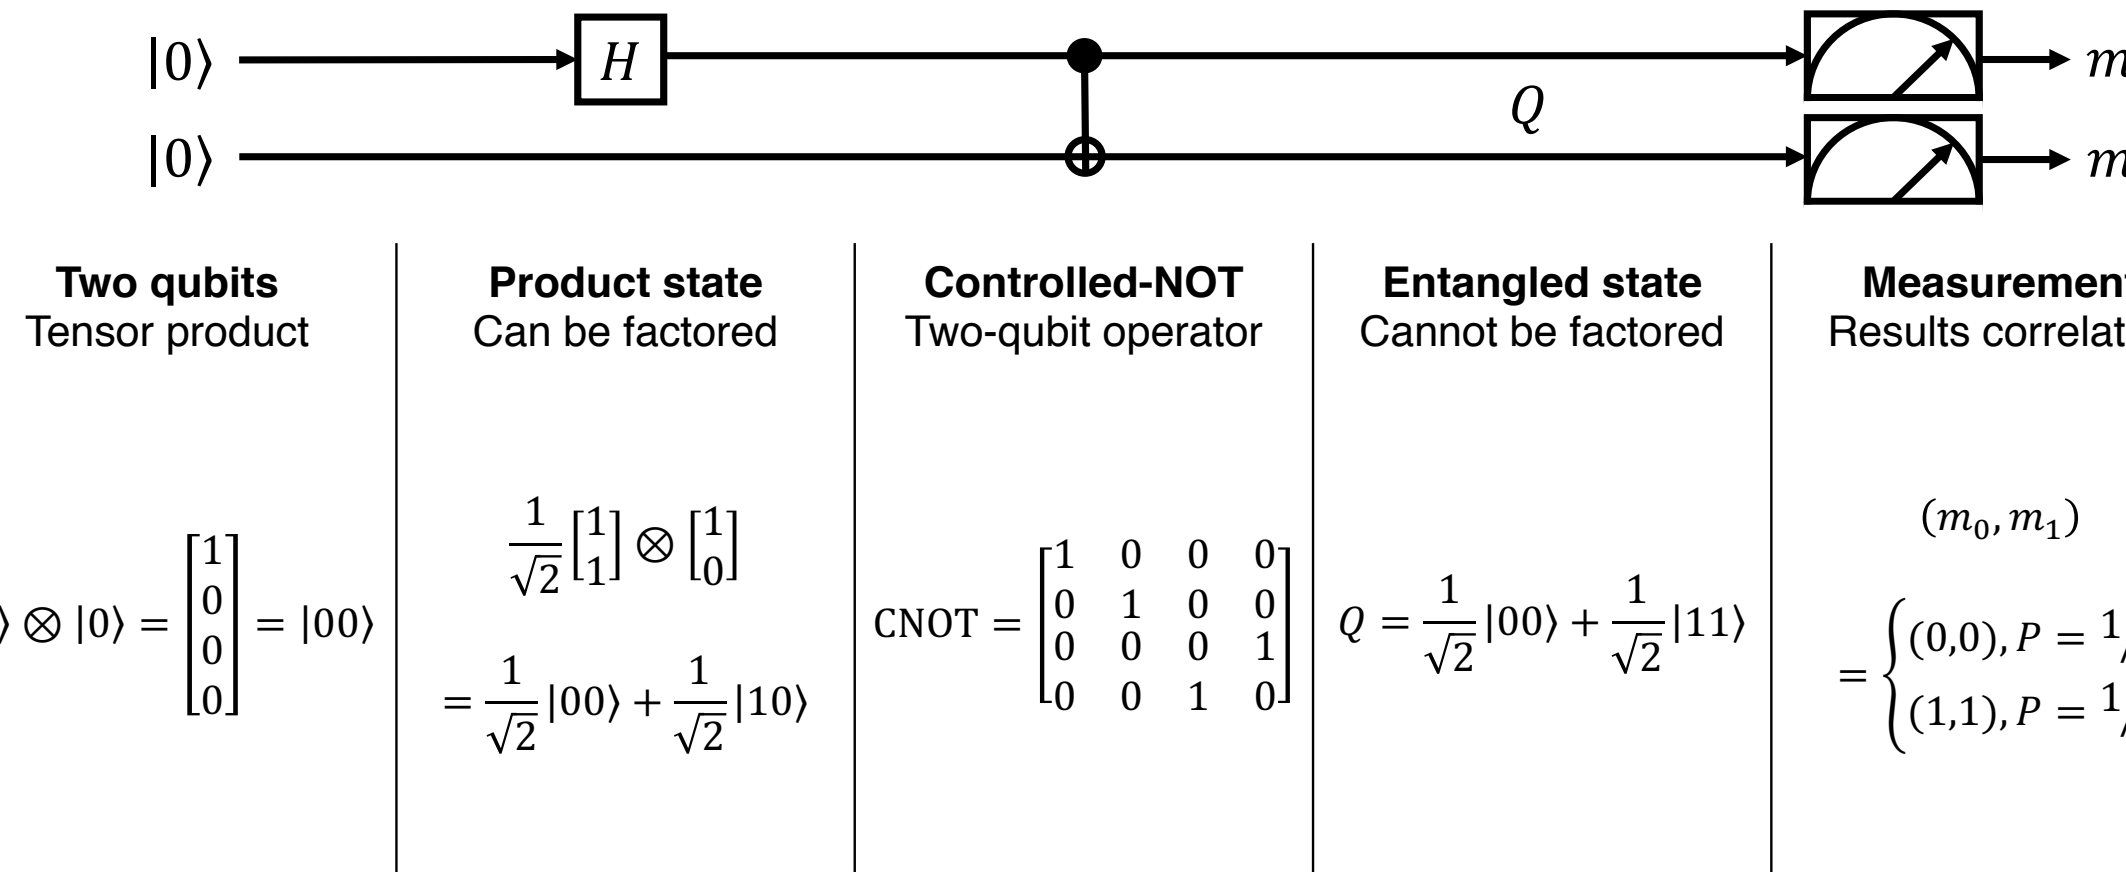 |0⟩ H m
Q
|0⟩ m
Two qubits
Tensor product
⟩ ⊗ |0⟩ = [1 0 0 0] = |00⟩
Product state
Can be factored
1/√2 [1 1] ⊗ [1 0]
= 1/√2 |00⟩ + 1/√2 |10⟩
Controlled-NOT
Two-qubit operator
CNOT = [1 0 0 0
0 1 0 0
0 0 0 1
0 0 1 0]
Entangled state
Cannot be factored
Q = 1/√2 |00⟩ + 1/√2 |11⟩
Measurement
Results correlat
(m₀, m₁)
= { (0,0), P = 1/
(1,1), P = 1/